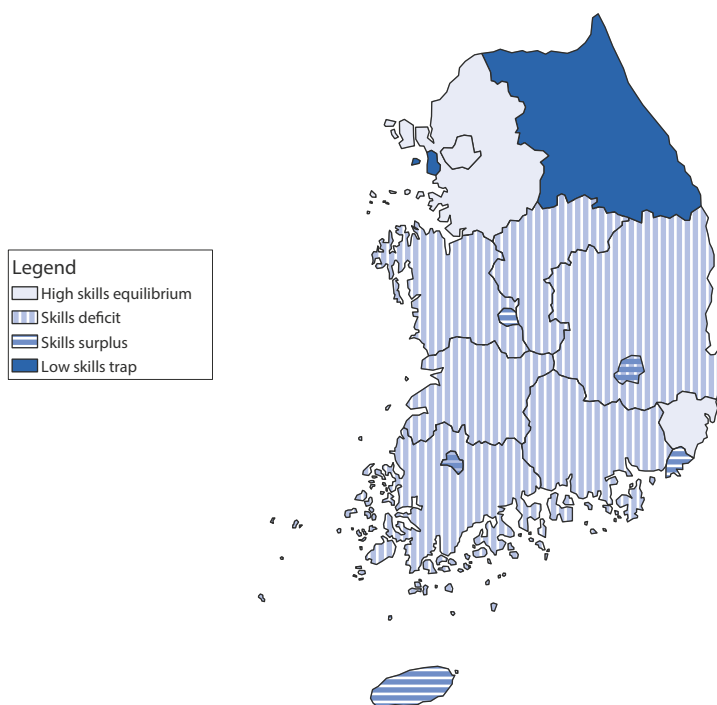 Legend
High skills equilibrium
Skills deficit
Skills surplus
Low skills trap